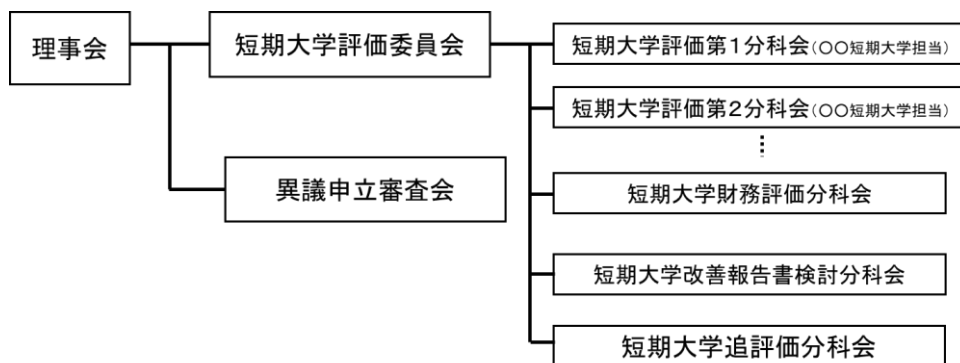 理事会
短期大学評価委員会
異議申立審査会
短期大学評価第1分科会(〇〇短期大学担当)
短期大学評価第2分科会(〇〇短期大学担当)
短期大学財務評価分科会
短期大学改善報告書検討分科会
短期大学追評価分科会